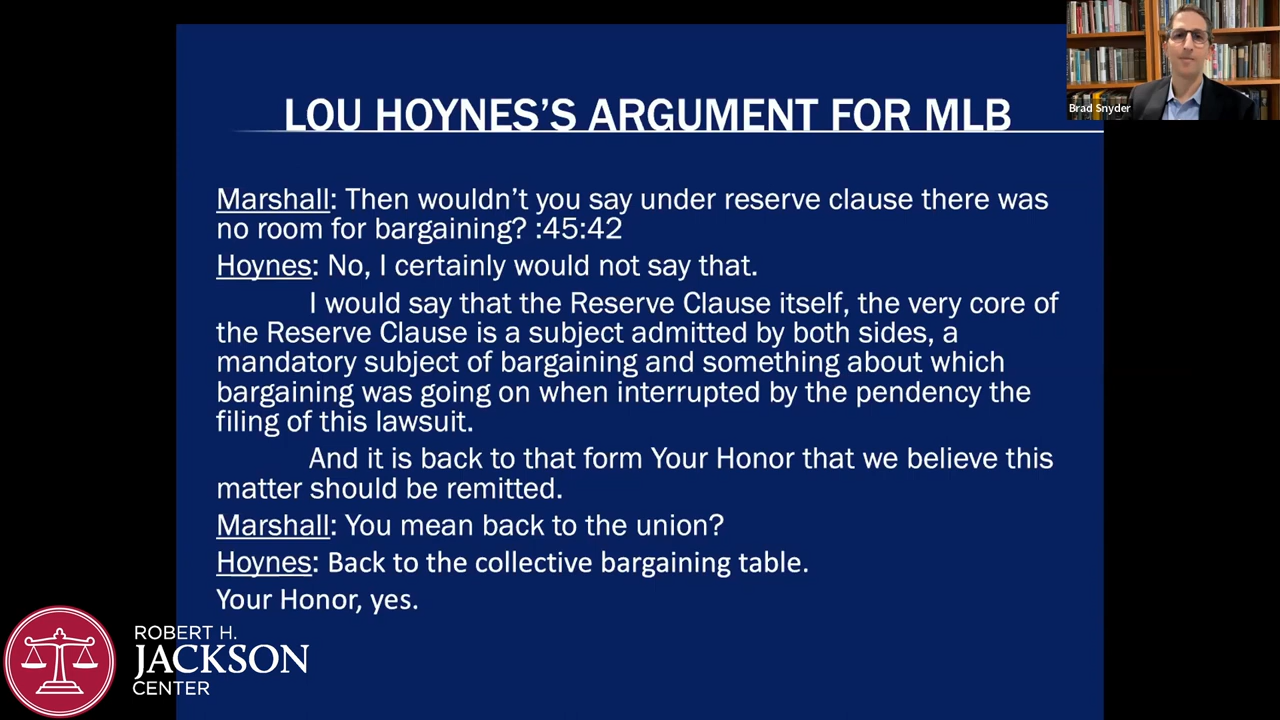 LOU HOYNES'S ARGUMENT FOR MLB
Brad Snyder
Marshall: Then wouldn't you say under reserve clause there was
no room for bargaining? :45:42
Hoynes: No, I certainly would not say that.
I would say that the Reserve Clause itself, the very core of
the Reserve Clause is a subject admitted by both sides, a
mandatory subject of bargaining and something about which
bargaining was going on when interrupted by the pendency the
filing of this lawsuit.
And it is back to that form Your Honor that we believe this
matter should be remitted.
Marshall: You mean back to the union?
Hoynes: Back to the collective bargaining table.
Your Honor, yes.
ROBERT H.
JACKSON
CENTER